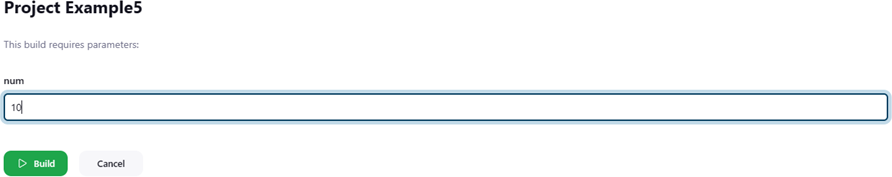 Project Example5
This build requires parameters:
num
10
Build Cancel